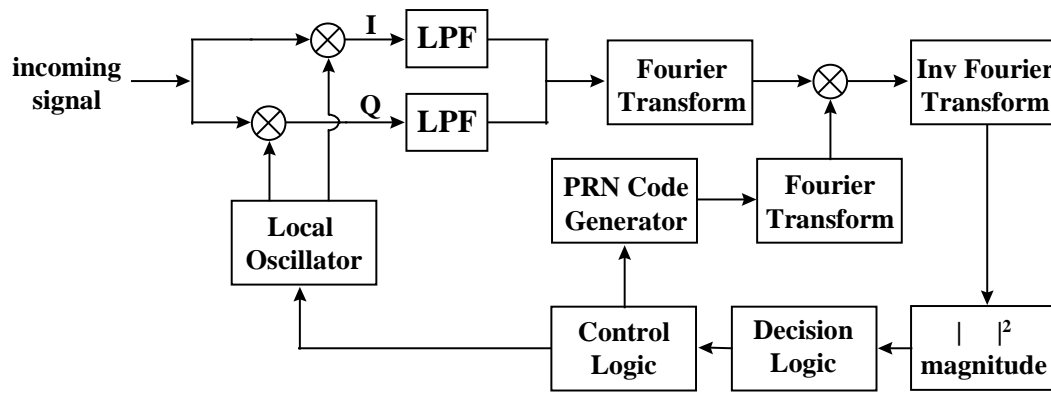 incoming
signal
I
LPF
Q
LPF
Fourier
Transform
Inv Fourier
Transform
PRN Code
Generator
Fourier
Transform
Local
Oscillator
Control
Logic
Decision
Logic
| |²
magnitude